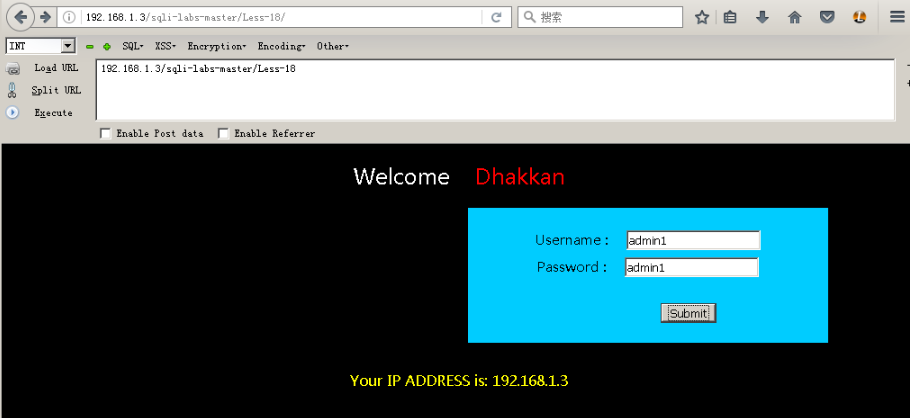 192.168.1.3/sqli-labs-master/Less-18/
搜索
INT SQL XSS Encryption Encoding Other
Load URL
192.168.1.3/sqli-labs-master/Less-18
Split URL
Execute
Enable Post data Enable Referrer
Welcome Dhakkan
Username : admin1
Password : admin1
Submit
Your IP ADDRESS is: 192.168.1.3